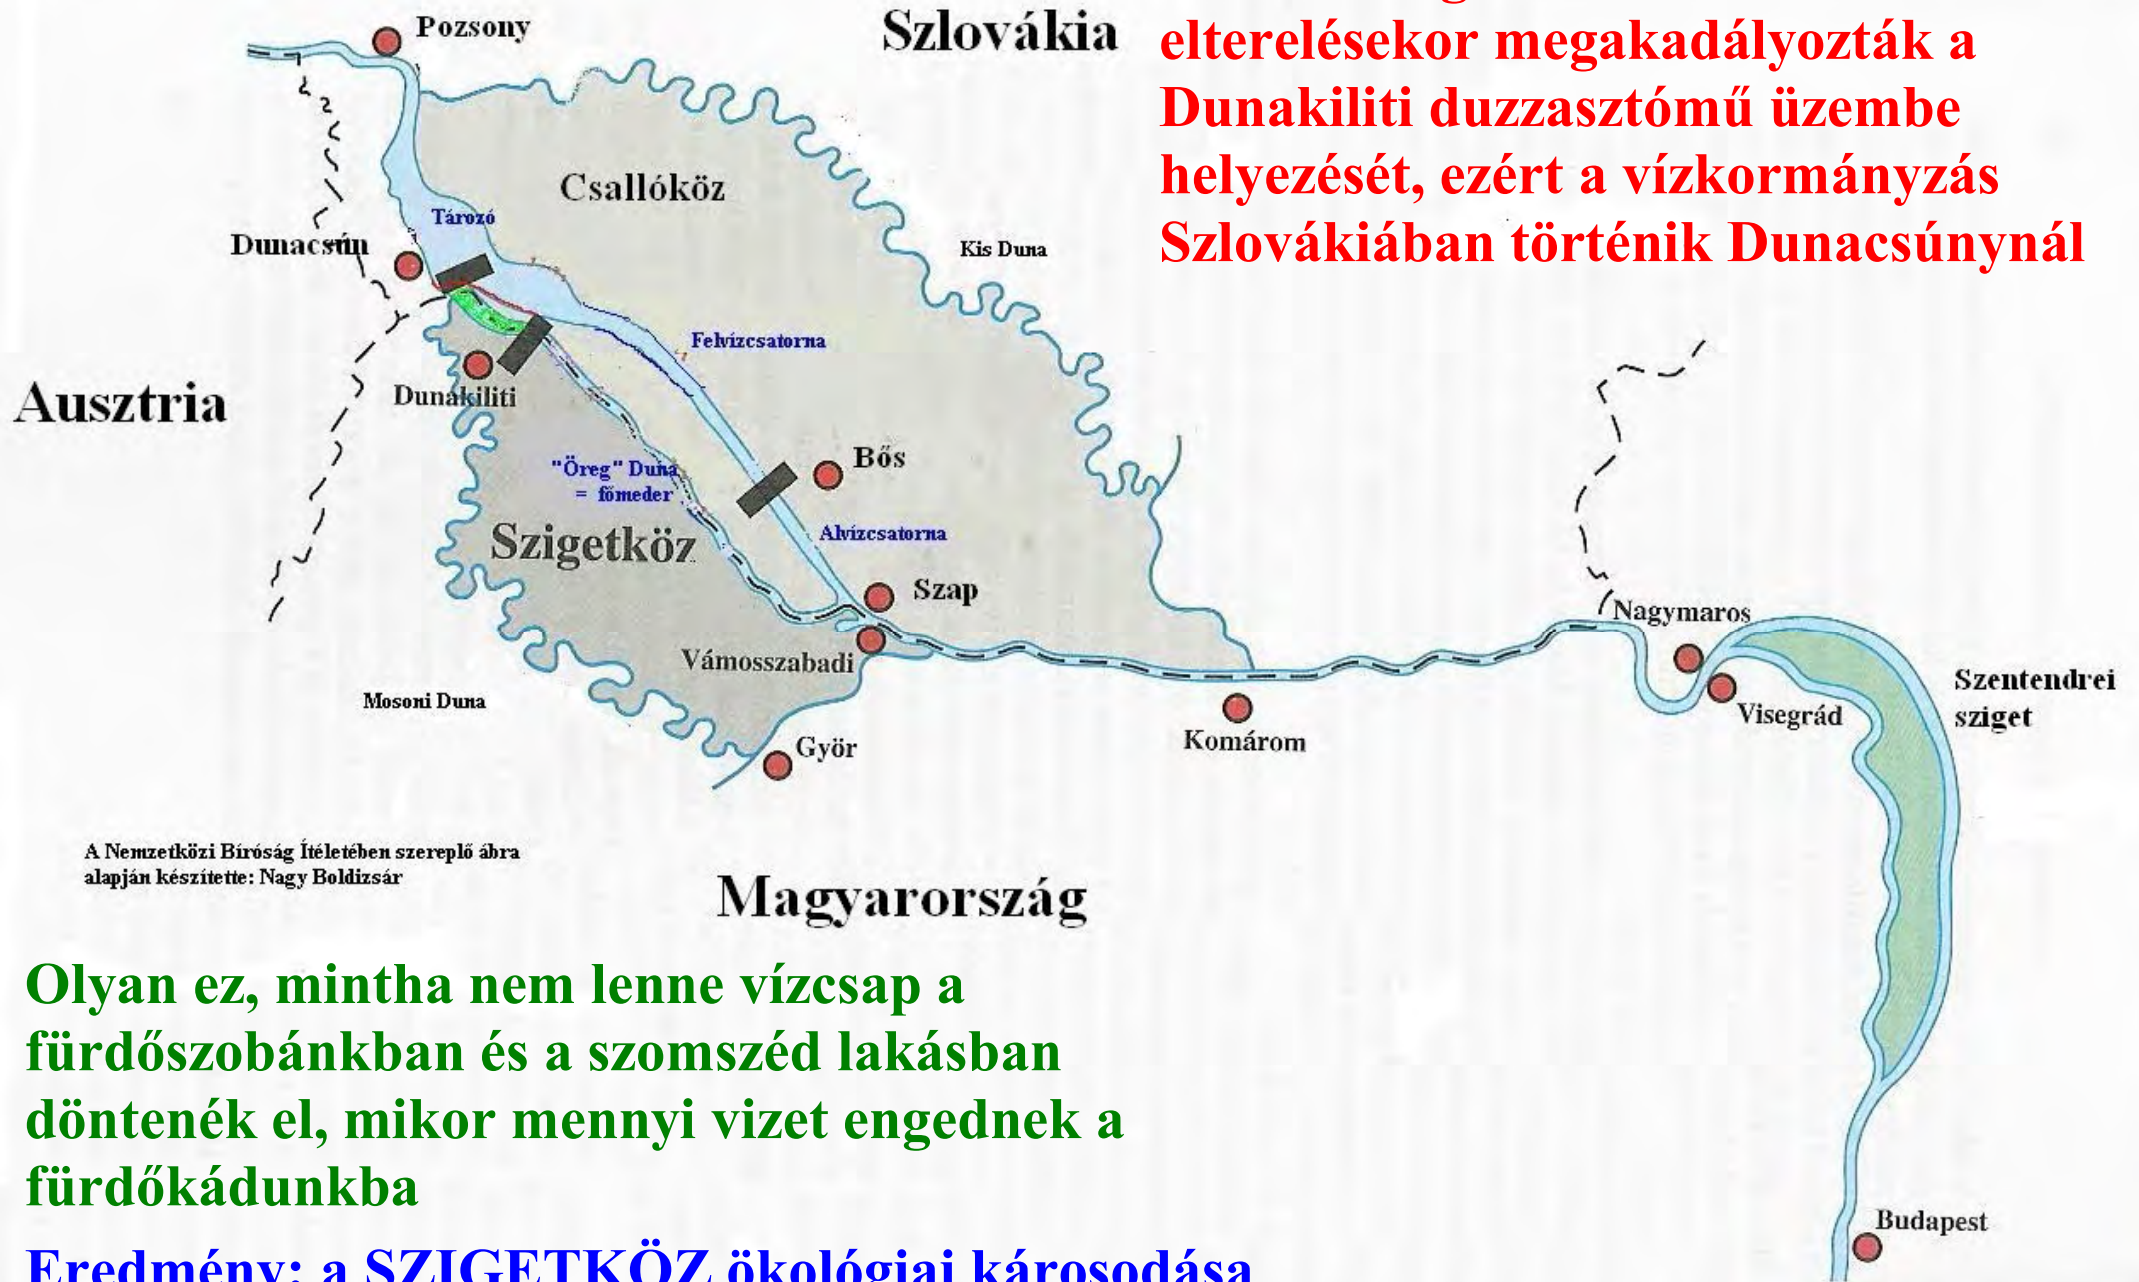 Pozsony
Szlovákia
elterelésekor megakadályozták a
Dunakiliti duzzasztómű üzembe
helyezését, ezért a vízkormányzás
Szlovákiában történik Dunacsúnynál
Csallóköz
Tározó
Dunacsún
Kis Duna
Felvízcsatorna
Ausztria
Dunakiliti
"Öreg" Duna
= főmeder
Bős
Szigetköz
Alvízcsatorna
Szap
Nagymaros
Vámosszabadi
Szentendrei
sziget
Mosoni Duna
Visegrád
Komárom
Györ
A Nemzetközi Bíróság Ítéletében szereplő ábra
alapján készítette: Nagy Boldizsár
Magyarország
Olyan ez, mintha nem lenne vízcsap a
fürdőszobánkban és a szomszéd lakásban
döntenék el, mikor mennyi vizet engednek a
fürdőkádunkba
Budapest
Eredmény: a SZIGETKÖZ ökológiai károsodása